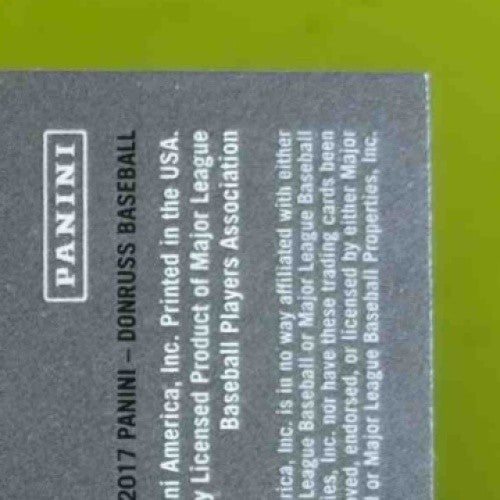 PANINI
2017 PANINI – DONRUSS BASEBALL
America, Inc. Printed in the USA.
Licensed Product of Major League
Baseball Players Association
Inc. is in no way affiliated with either
League Baseball or Major League Baseball
Inc. nor have these trading cards been
endorsed, or licensed by either Major
or Major League Baseball Properties, Inc.